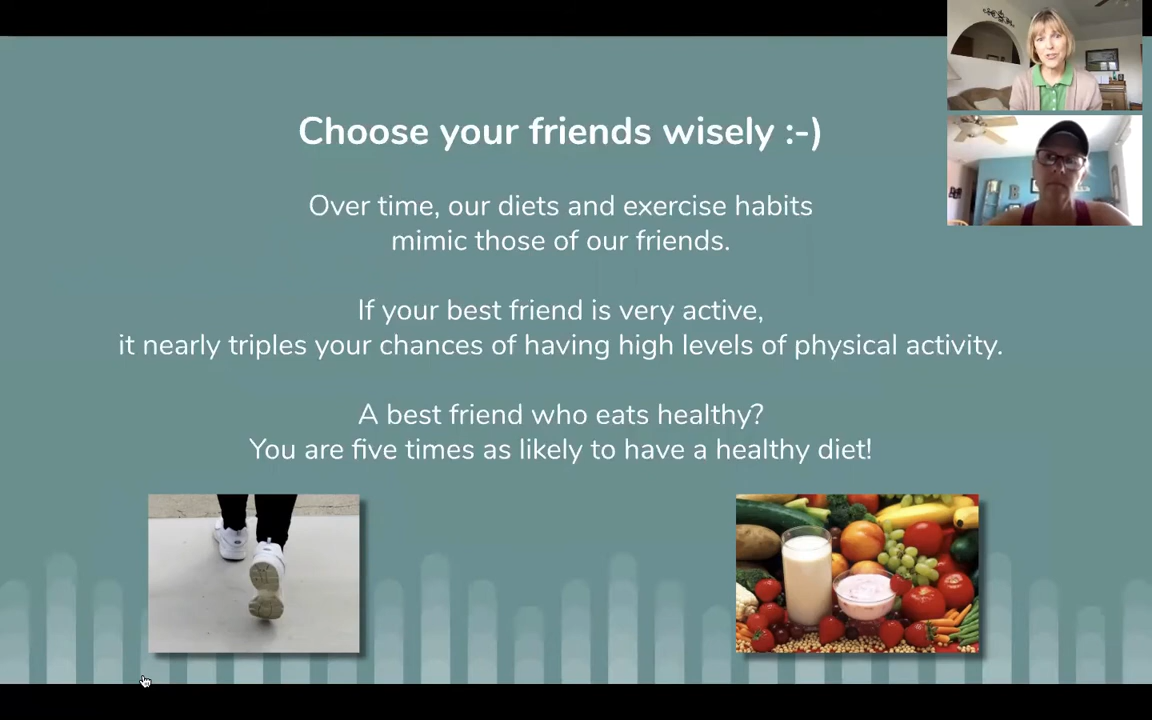 Choose your friends wisely :-)
Over time, our diets and exercise habits
mimic those of our friends.
If your best friend is very active,
it nearly triples your chances of having high levels of physical activity.
A best friend who eats healthy?
You are five times as likely to have a healthy diet!
B